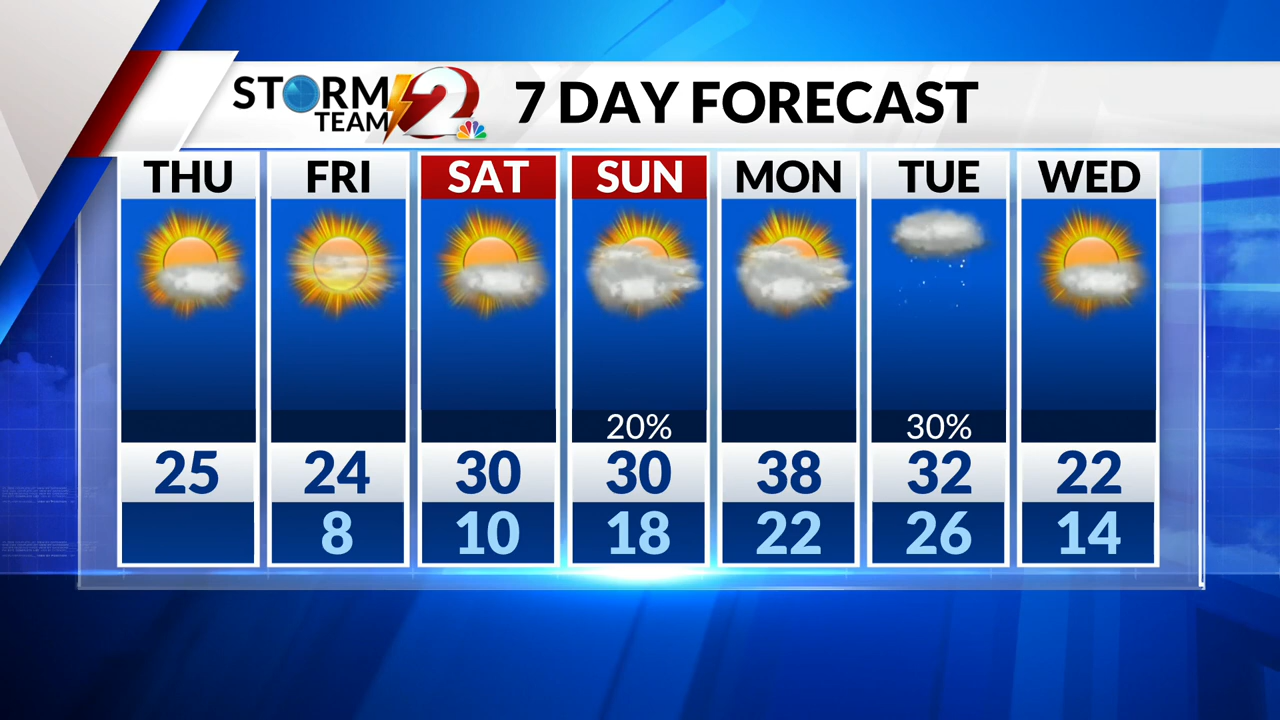 STORM
TEAM 2
7 DAY FORECAST
THU FRI SAT SUN MON TUE WED
20% 30%
25 24 30 30 38 32 22
8 10 18 22 26 14